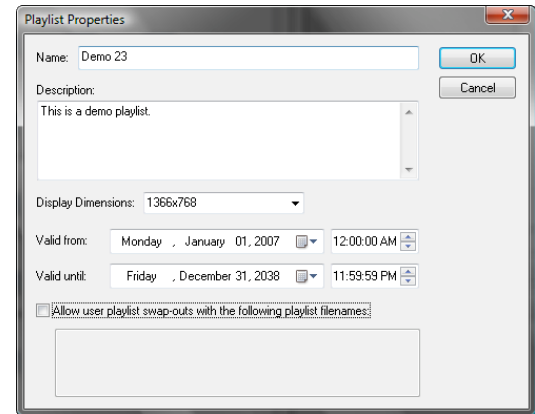 Playlist Properties
Name: Demo 23
OK
Cancel
Description:
This is a demo playlist.
Display Dimensions: 1366x768
Valid from: Monday , January 01, 2007 12:00:00 AM
Valid until: Friday , December 31, 2038 11:59:59 PM
Allow user playlist swap-outs with the following playlist filenames: